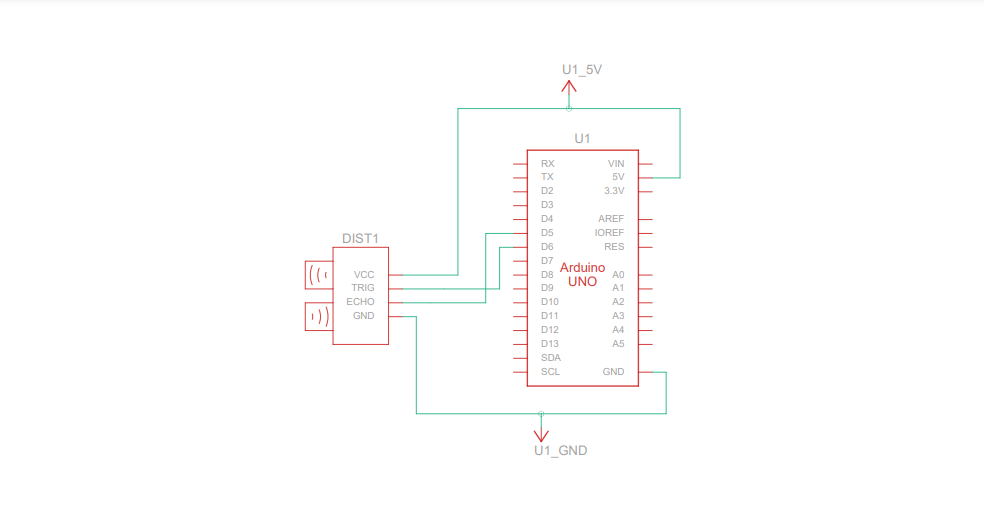 U1_5V
U1
RX VIN
TX 5V
D2 3.3V
D3
D4 AREF
D5 IOREF
D6 RES
D7
Arduino
UNO
D8 A0
D9 A1
D10 A2
D11 A3
D12 A4
D13 A5
SDA
SCL GND
DIST1
VCC
TRIG
ECHO
GND
U1_GND